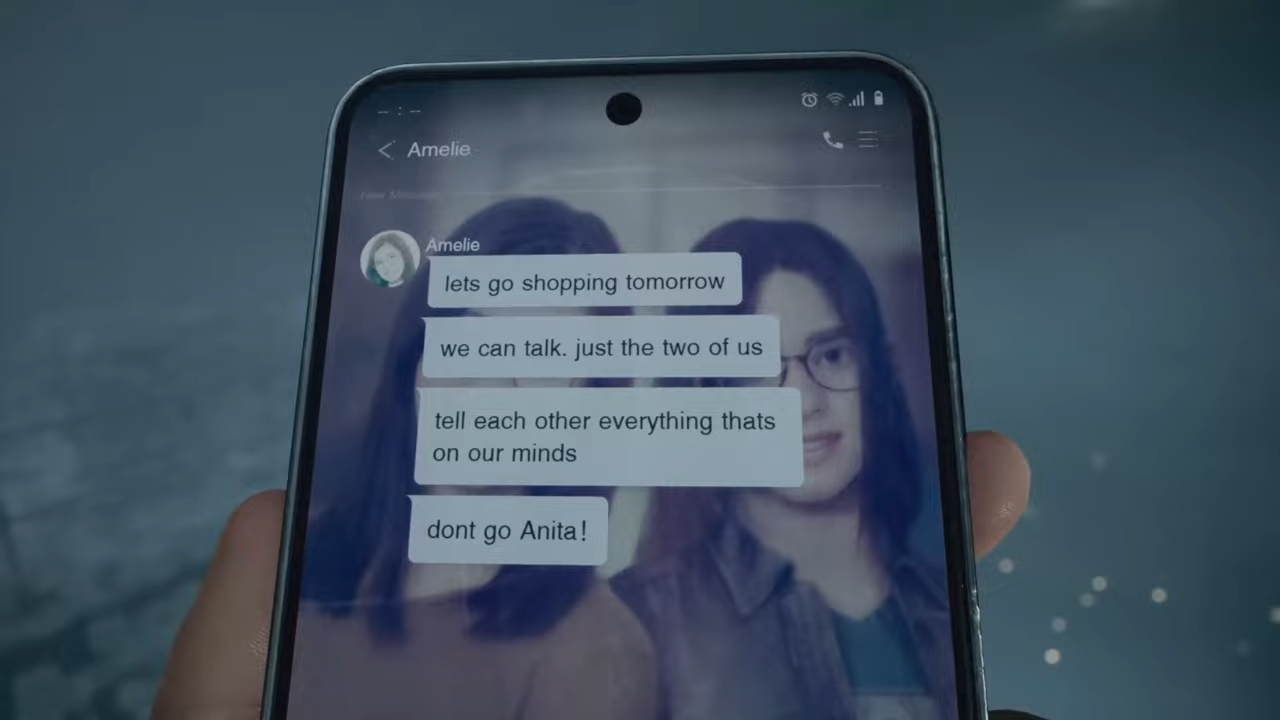 -- : --
Amelie
Amelie
lets go shopping tomorrow
we can talk. just the two of us
tell each other everything thats
on our minds
dont go Anita!